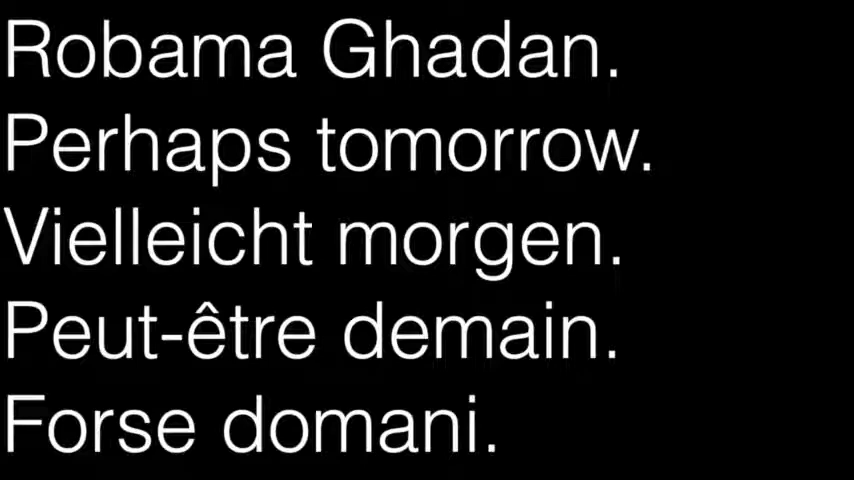 Robama Ghadan.
Perhaps tomorrow.
Vielleicht morgen.
Peut-être demain.
Forse domani.